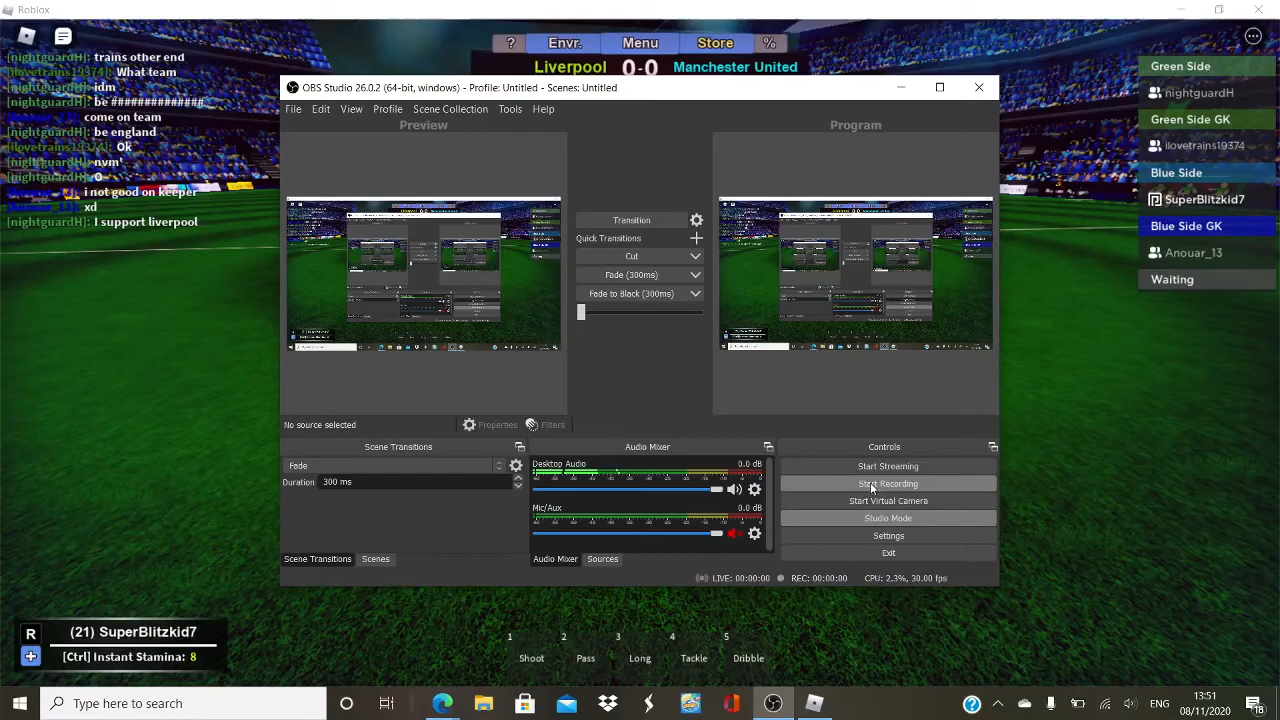 Roblox
? Envr. Menu Store %
Liverpool 0-0 Manchester United
[nightguardH]: trains other end
[ilovetrains19374]: What team
[nightguardH]: idm
[nightguardH]: be ##############
[Anouar_13]: come on team
[nightguardH]: be england
[ilovetrains19374]: Ok
[nightguardH]: nvm'
[nightguardH]: O
[Anouar_13]: i not good on keeper
[Anouar_13]: xd
[nightguardH]: I support liverpool
Green Side
nightguardH
Green Side GK
ilovetrains19374
Blue Side
SuperBlitzkid7
Blue Side GK
Anouar_13
Waiting
OBS Studio 26.0.2 (64-bit, windows) - Profile: Untitled - Scenes: Untitled
File Edit View Profile Scene Collection Tools Help
Preview
Program
Transition
Quick Transitions
Cut
Fade (300ms)
Fade to Black (300ms)
No source selected
Properties
Filters
Scene Transitions
Fade
Duration 300 ms
Scene Transitions Scenes
Audio Mixer
Desktop Audio 0.0 dB
Mic/Aux 0.0 dB
Audio Mixer Sources
Controls
Start Streaming
Start Recording
Start Virtual Camera
Studio Mode
Settings
Exit
LIVE: 00:00:00 REC: 00:00:00 CPU: 2.3%, 30.00 fps
R (21) SuperBlitzkid7
[Ctrl] Instant Stamina: 8
1 2 3 4 5
Shoot Pass Long Tackle Dribble
Type here to search
ENG
13:51
08/11/2020
18